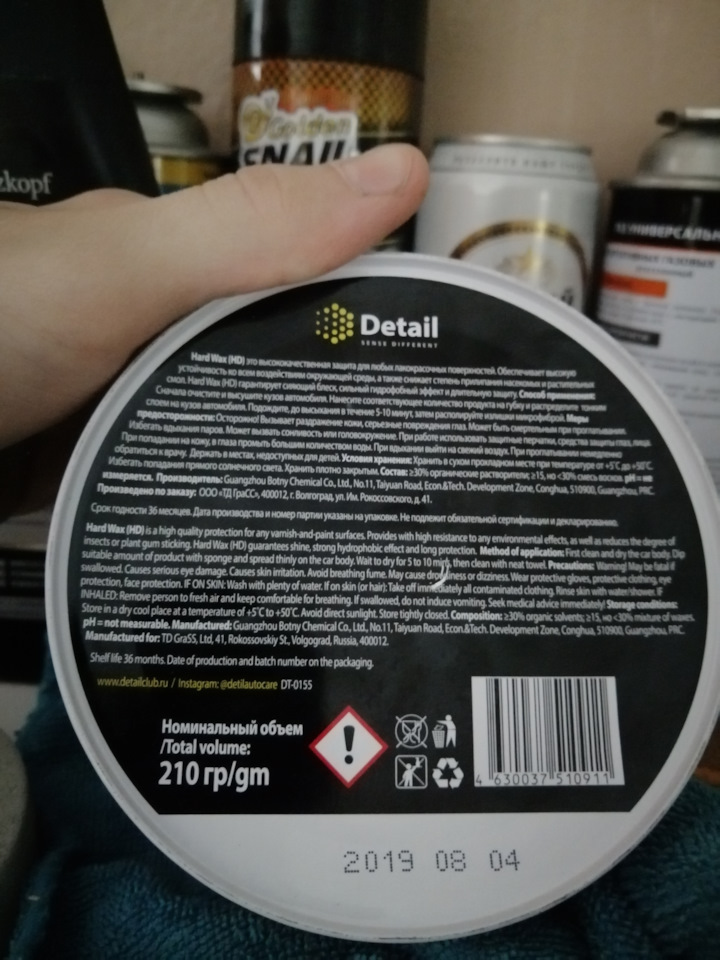 Golden
SNAIL
zkopf
УНИВЕРСАЛЬН
Detail
SENSE DIFFERENT
Hard Wax (HD) это высококачественная защита для любых лакокрасочных поверхностей. Обеспечивает высокую
устойчивость ко всем воздействиям окружающей среды, а также снижает степень прилипания насекомых и растительных
смол. Hard Wax (HD) гарантирует сияющий блеск, сильный гидрофобный эффект и длительную защиту. Способ применения:
Сначала очистите и высушите кузов автомобиля. Нанесите соответствующее количество продукта на губку и распределите тонким
слоем на кузов автомобиля. Подождите, до высыхания в течение 5-10 минут, затем располируйте чистой микрофиброй. Меры
предосторожности: Осторожно! Вызывает раздражение кожи, серьезные повреждения глаз. Может быть смертельным при проглатывании.
Избегать вдыхания паров. Может вызвать сонливость или головокружение. При работе использовать защитные перчатки, средства защиты глаз, лица.
При попадании на кожу, в глаза промыть большим количеством воды. При вдыхании выйти на свежий воздух. При проглатывании немедленно
обратиться к врачу. Держать в местах, недоступных для детей. Условия хранения: Хранить в сухом прохладном месте при температуре от +5˚C до +50˚C.
Избегать попадания прямого солнечного света. Хранить плотно закрытым. Состав: ≥30% органические растворители; ≥15, но <30% смесь восков. pH = не
измеряется. Производитель: Guangzhou Botny Chemical Co., Ltd., No.11, Taiyuan Road, Econ.&Tech. Development Zone, Conghua, 510900, Guangzhou, PRC.
Произведено по заказу: ООО «ТД ГраСС», 400012, г. Волгоград, ул. Им. Рокоссовского, д. 41.
Срок годности 36 месяцев. Дата производства и номер партии указаны на упаковке. Не подлежит обязательной сертификации и декларированию.
Hard Wax (HD) is a high quality protection for any varnish-and-paint surfaces. Provides with high resistance to any environmental effects, as well as reduces the degree of
insects or plant gum sticking. Hard Wax (HD) guarantees shine, strong hydrophobic effect and long protection. Method of application: First clean and dry the car body. Dip
suitable amount of product with sponge and spread thinly on the car body. Wait to dry for 5 to 10 min, then clean with neat towel. Precautions: Warning! May be fatal if
swallowed. Causes serious eye damage. Causes skin irritation. Avoid breathing fume. May cause drowsiness or dizziness. Wear protective gloves, protective clothing, eye
protection, face protection. IF ON SKIN: Wash with plenty of water. If on skin (or hair): Take off immediately all contaminated clothing. Rinse skin with water/shower. IF
INHALED: Remove person to fresh air and keep comfortable for breathing. If swallowed, do not induce vomiting. Seek medical advice immediately! Storage conditions:
Store in a dry cool place at a temperature of +5˚C to +50˚C. Avoid direct sunlight. Store tightly closed. Composition: ≥30% organic solvents; ≥15, но <30% mixture of waxes.
pH = not measurable. Manufactured: Guangzhou Botny Chemical Co., Ltd., No.11, Taiyuan Road, Econ.&Tech. Development Zone, Conghua, 510900, Guangzhou, PRC.
Manufactured for: TD GraSS, Ltd, 41, Rokossovskiy St., Volgograd, Russia, 400012.
Shelf life 36 months. Date of production and batch number on the packaging.
www.detailclub.ru / Instagram: @detilautocare DT-0155
Номинальный объем
/Total volume:
210 гр/gm
4 630037 510911
2019 08 04